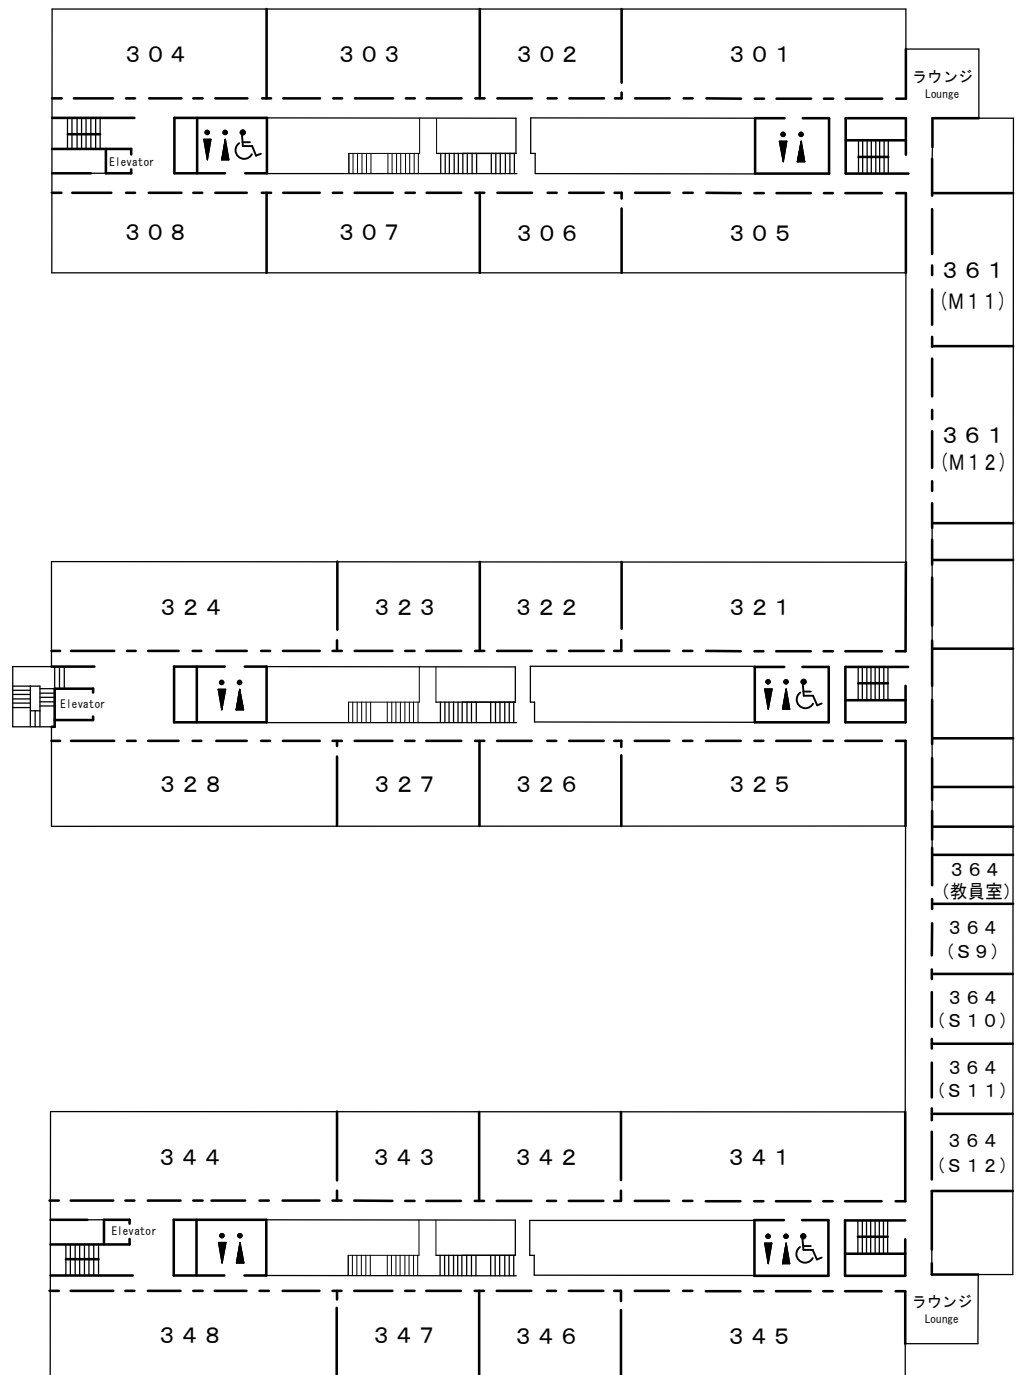 ３０４ ３０３ ３０２ ３０１
ラウンジ
Lounge
Elevator
３０８ ３０７ ３０６ ３０５
３６１
(Ｍ１１)
３６１
(Ｍ１２)
３２４ ３２３ ３２２ ３２１
Elevator
３２８ ３２７ ３２６ ３２５
３６４
(教員室)
３６４
(Ｓ９)
３６４
(Ｓ１０)
３６４
(Ｓ１１)
３６４
(Ｓ１２)
３４４ ３４３ ３４２ ３４１
Elevator
ラウンジ
Lounge
３４８ ３４７ ３４６ ３４５